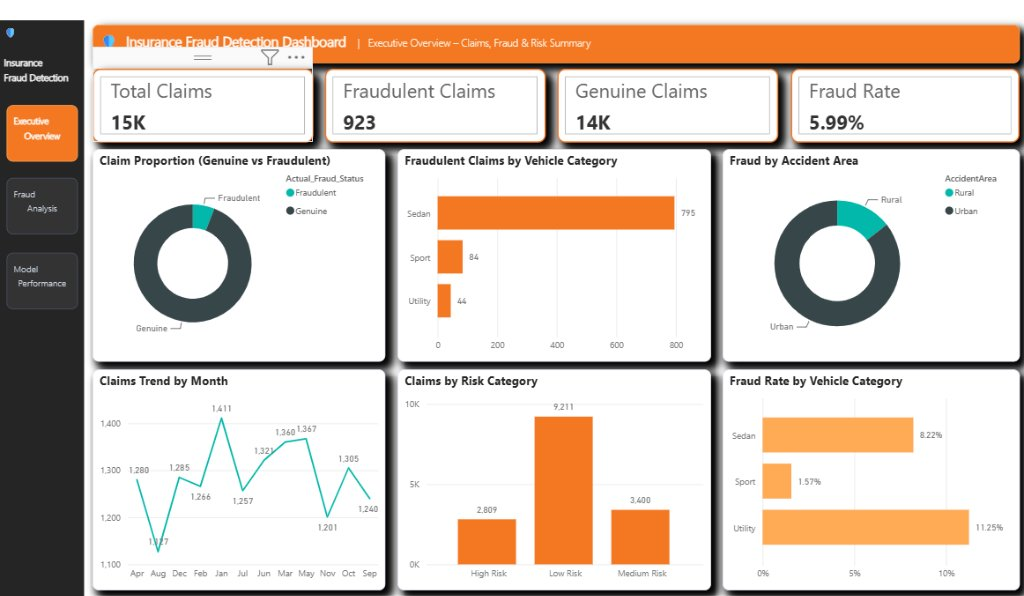 Insurance
Fraud Detection
Executive
Overview
Fraud
Analysis
Model
Performance
Insurance Fraud Detection Dashboard | Executive Overview – Claims, Fraud & Risk Summary
Total Claims
15K
Fraudulent Claims
923
Genuine Claims
14K
Fraud Rate
5.99%
Claim Proportion (Genuine vs Fraudulent)
Actual_Fraud_Status
Fraudulent
Genuine
Fraudulent
Genuine
Fraudulent Claims by Vehicle Category
Sedan 795
Sport 84
Utility 44
0 200 400 600 800
Fraud by Accident Area
AccidentArea
Rural
Urban
Rural
Urban
Claims Trend by Month
1,400
1,300
1,200
1,100
1,280 1,127 1,285 1,266 1,411 1,257 1,321 1,360 1,367 1,201 1,305 1,240
Apr Aug Dec Feb Jan Jul Jun Mar May Nov Oct Sep
Claims by Risk Category
10K
5K
0K
2,809 9,211 3,400
High Risk Low Risk Medium Risk
Fraud Rate by Vehicle Category
Sedan 8.22%
Sport 1.57%
Utility 11.25%
0% 5% 10%